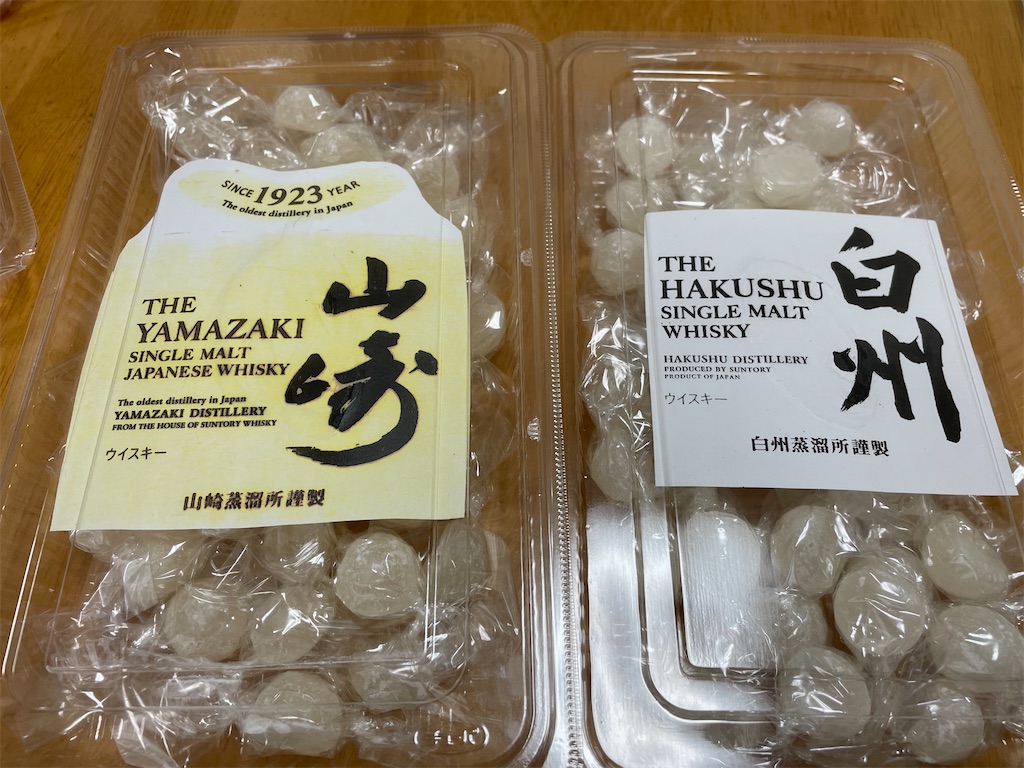 SINCE 1923 YEAR
The oldest distillery in Japan
山崎
THE
YAMAZAKI
SINGLE MALT
JAPANESE WHISKY
The oldest distillery in Japan
YAMAZAKI DISTILLERY
FROM THE HOUSE OF SUNTORY WHISKY
ウイスキー
山崎蒸溜所謹製
THE
HAKUSHU
SINGLE MALT
WHISKY
白州
HAKUSHU DISTILLERY
PRODUCED BY SUNTORY
PRODUCT OF JAPAN
ウイスキー
白州蒸溜所謹製